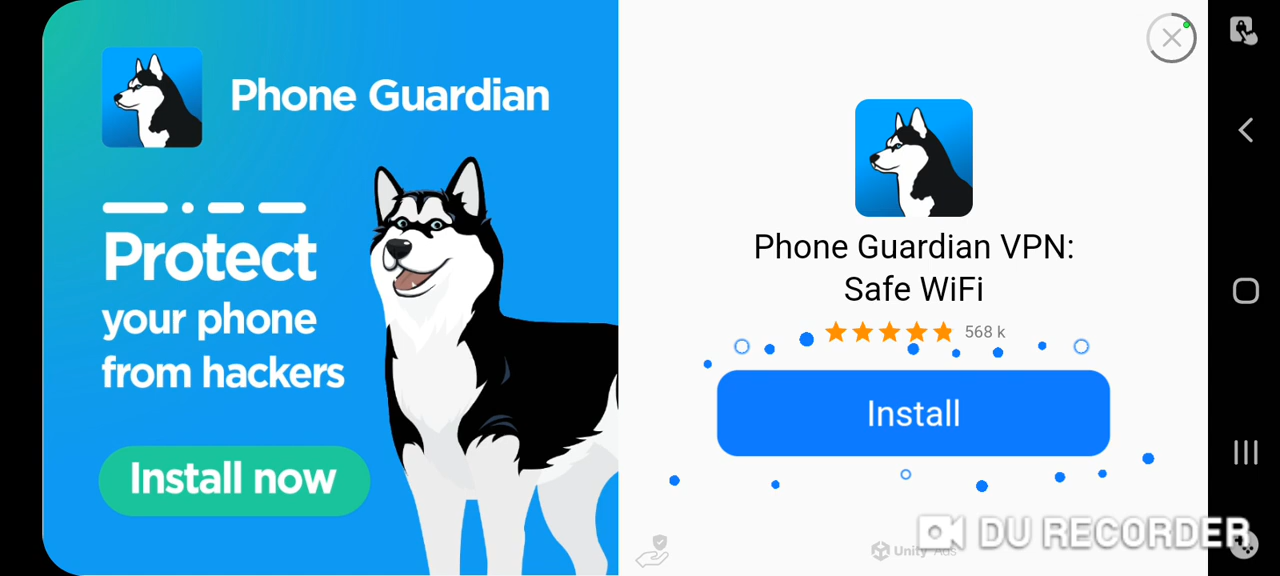 Phone Guardian
Protect
your phone
from hackers
Install now
Phone Guardian VPN:
Safe WiFi
568 k
Install
Unity Ads
DU RECORDER